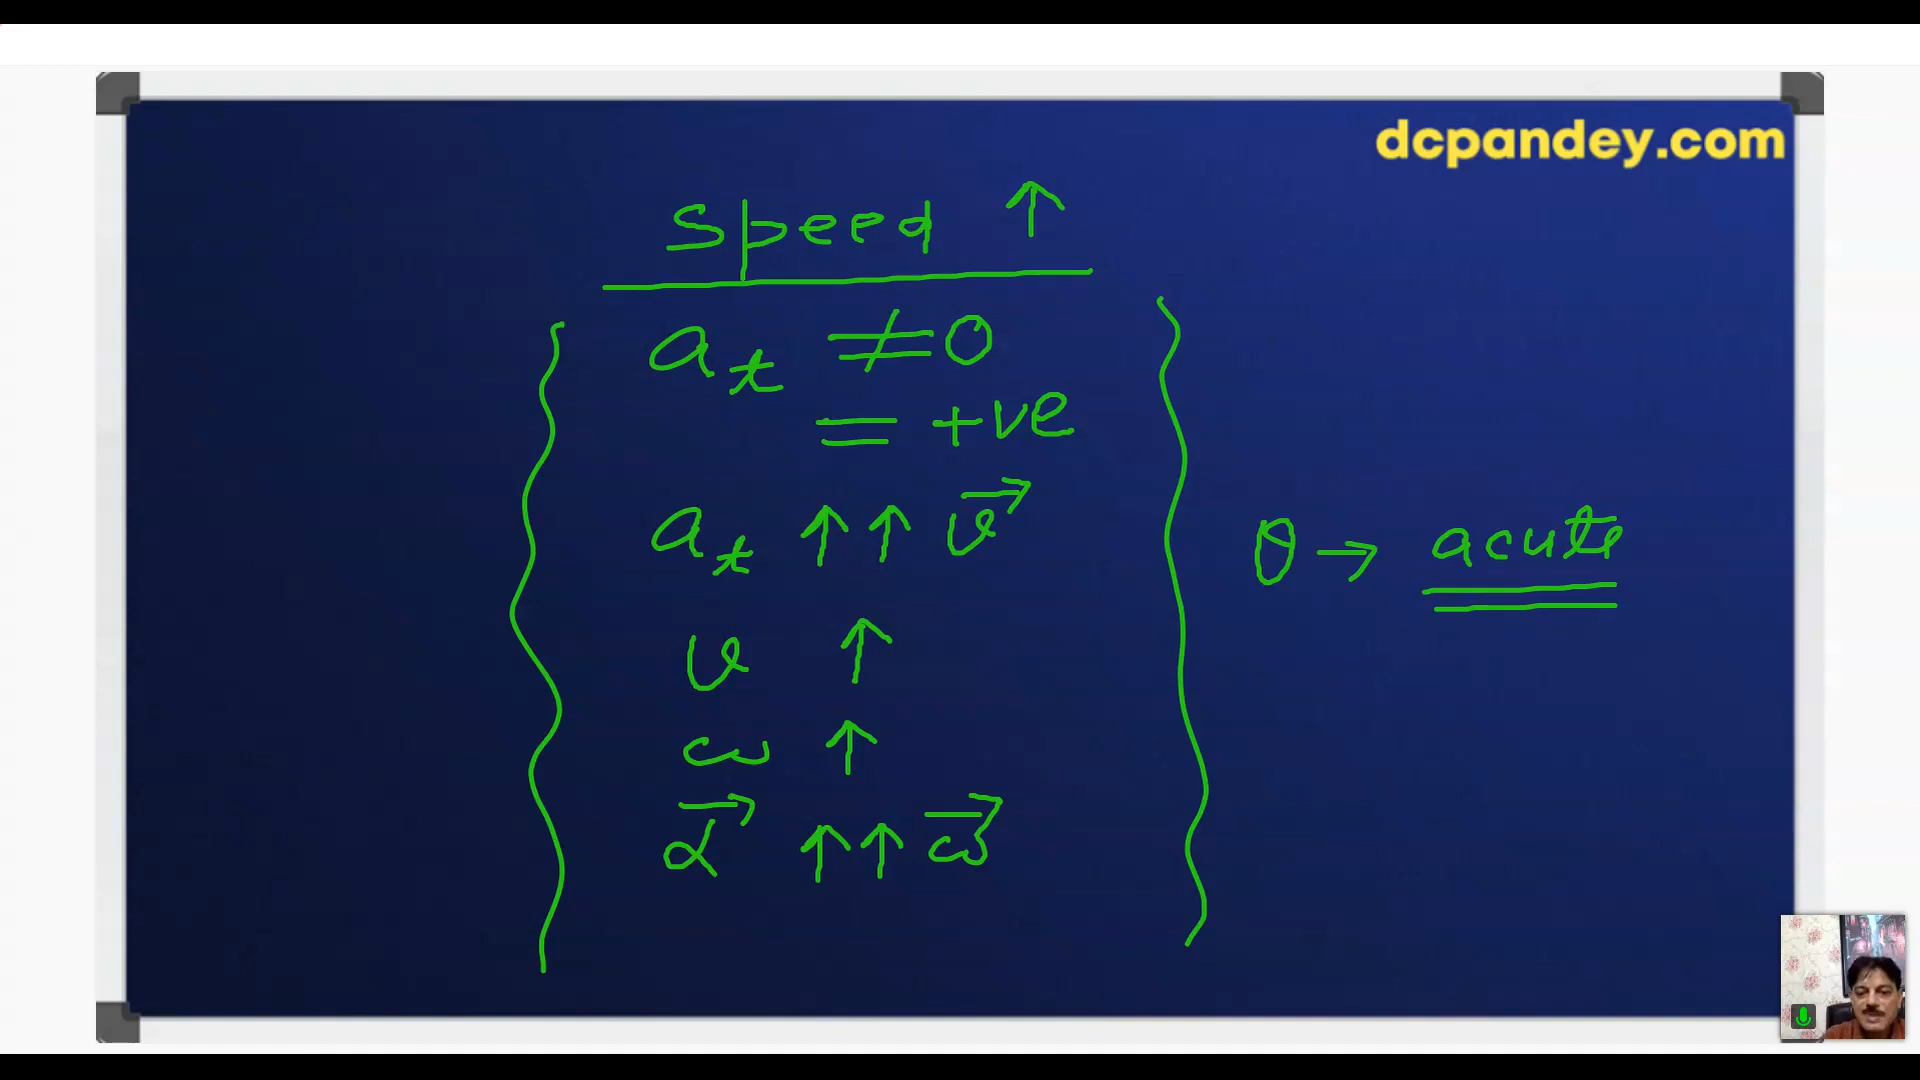 dcpandey.com
Speed ↑
a_t ≠ 0
= +ve
a_t ↑↑ v⃗
θ → acute
v ↑
ω ↑
α⃗ ↑↑ ω⃗